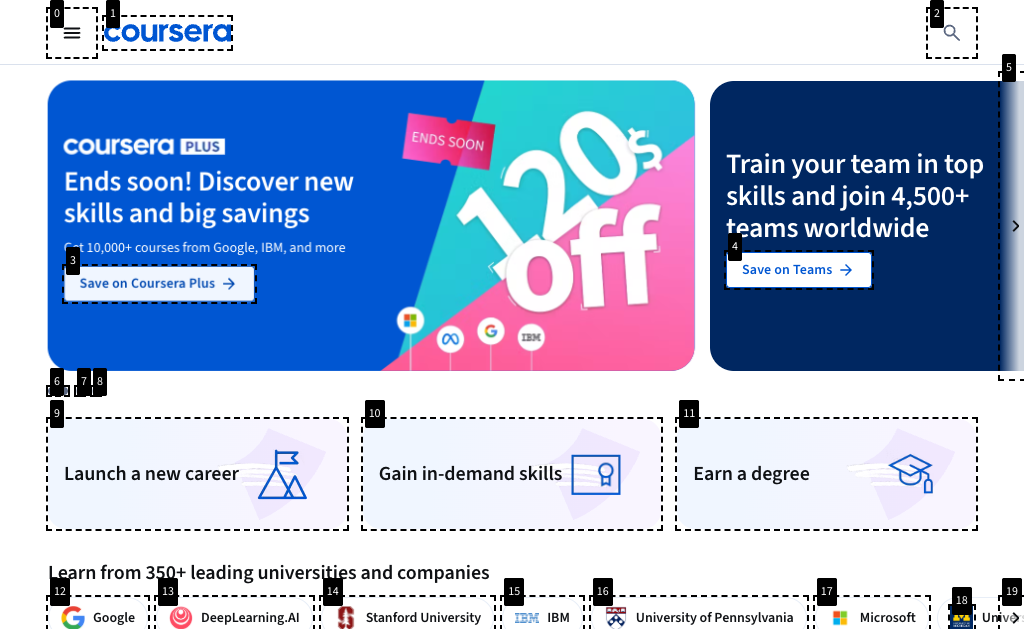 0
1
2
coursera
5
coursera PLUS
ENDS SOON
120$
off
Ends soon! Discover new
skills and big savings
Get 10,000+ courses from Google, IBM, and more
3
Save on Coursera Plus
IBM
Train your team in top
skills and join 4,500+
teams worldwide
4
Save on Teams
6
7
8
9
10
11
Launch a new career
Gain in-demand skills
Earn a degree
Learn from 350+ leading universities and companies
12
13
14
15
16
17
18
19
Google
DeepLearning.AI
Stanford University
IBM
IBM
University of Pennsylvania
Microsoft